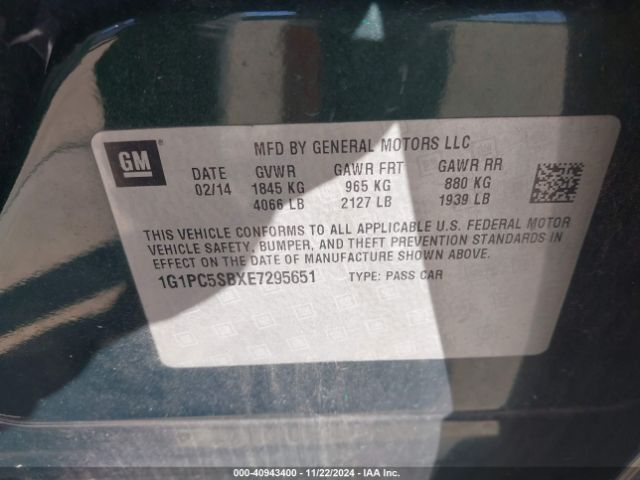 GM
MFD BY GENERAL MOTORS LLC
DATE GVWR GAWR FRT GAWR RR
02/14 1845 KG 965 KG 880 KG
4066 LB 2127 LB 1939 LB
THIS VEHICLE CONFORMS TO ALL APPLICABLE U.S. FEDERAL MOTOR
VEHICLE SAFETY, BUMPER, AND THEFT PREVENTION STANDARDS IN
EFFECT ON THE DATE OF MANUFACTURE SHOWN ABOVE.
1G1PC5SBXE7295651 TYPE: PASS CAR
000-40943400 - 11/22/2024 - IAA Inc.